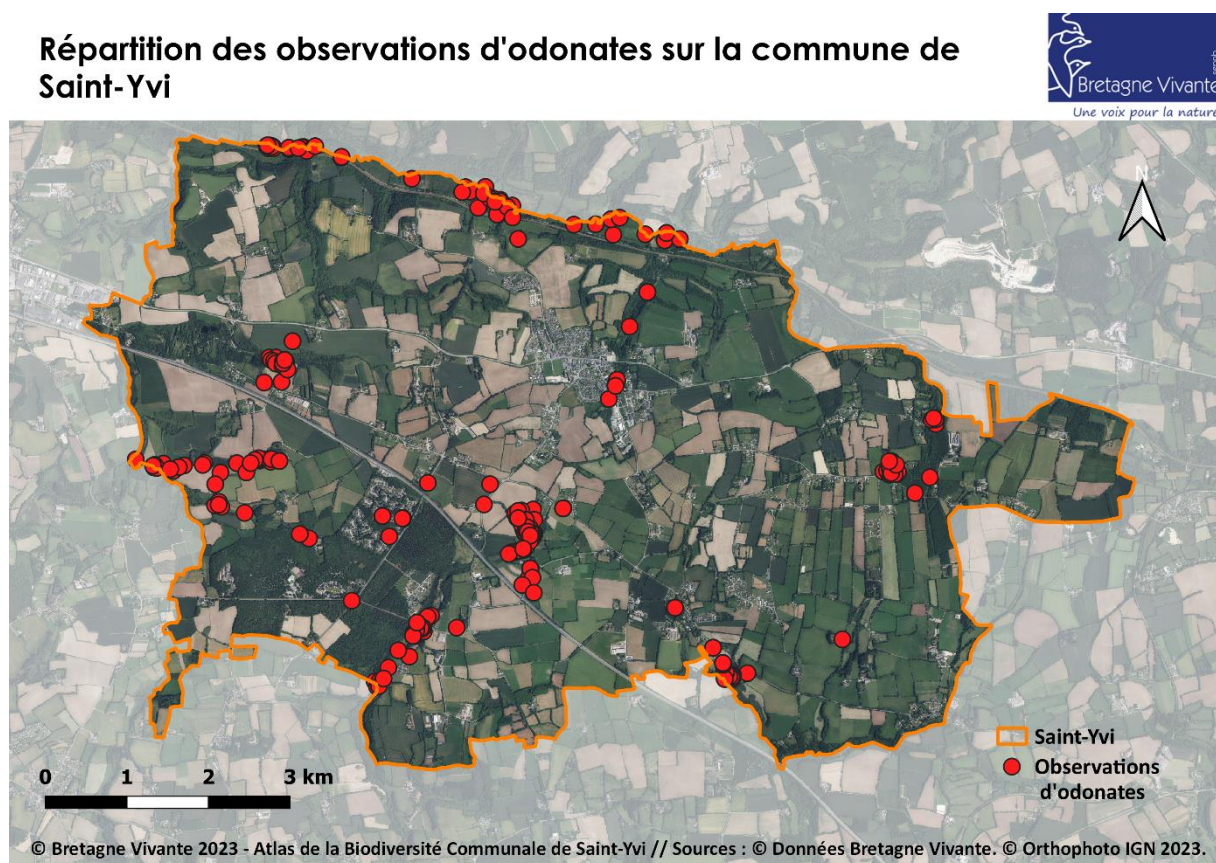 Répartition des observations d'odonates sur la commune de
Saint-Yvi
sepnb
Bretagne Vivante
Une voix pour la nature
N
0 1 2 3 km
Saint-Yvi
Observations
d'odonates
© Bretagne Vivante 2023 - Atlas de la Biodiversité Communale de Saint-Yvi // Sources : © Données Bretagne Vivante. © Orthophoto IGN 2023.